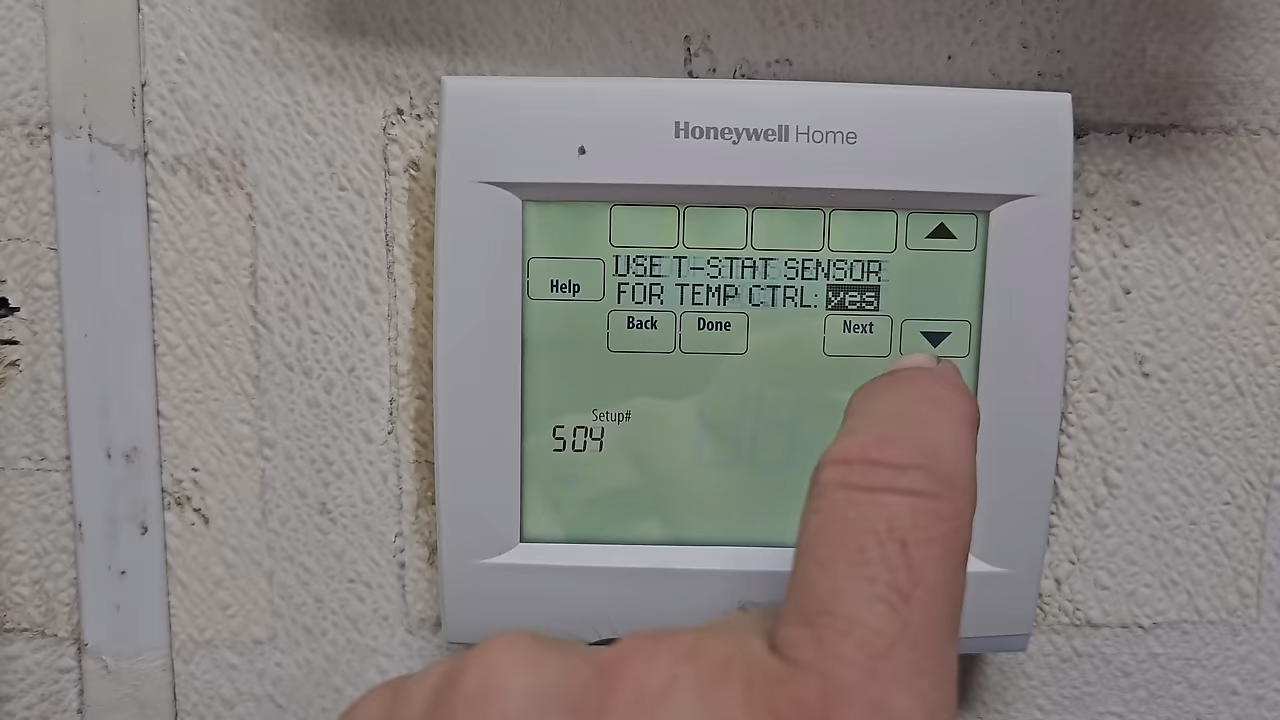 Honeywell Home
USE T-STAT SENSOR
FOR TEMP CTRL: yes
Help
Back Done Next
Setup#
504